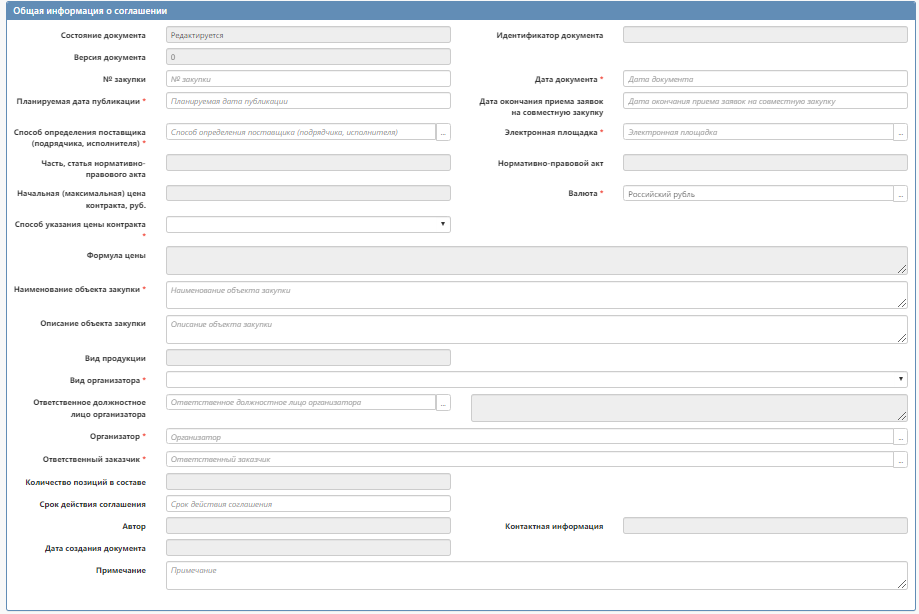 Общая информация о соглашении
Состояние документа Редактируется Идентификатор документа
Версия документа 0
№ закупки № закупки Дата документа * Дата документа
Планируемая дата публикации * Планируемая дата публикации Дата окончания приема заявок Дата окончания приема заявок на совместную закупку
на совместную закупку
Способ определения поставщика Способ определения поставщика (подрядчика, исполнителя) ... Электронная площадка * Электронная площадка ...
(подрядчика, исполнителя) *
Часть, статья нормативно- Нормативно-правовой акт
правового акта
Начальная (максимальная) цена Валюта * Российский рубль ...
контракта, руб.
Способ указания цены контракта
*
Формула цены
Наименование объекта закупки * Наименование объекта закупки
Описание объекта закупки Описание объекта закупки
Вид продукции
Вид организатора *
Ответственное должностное Ответственное должностное лицо организатора ...
лицо организатора
Организатор * Организатор ...
Ответственный заказчик * Ответственный заказчик ...
Количество позиций в составе
Срок действия соглашения Срок действия соглашения
Автор Контактная информация
Дата создания документа
Примечание Примечание